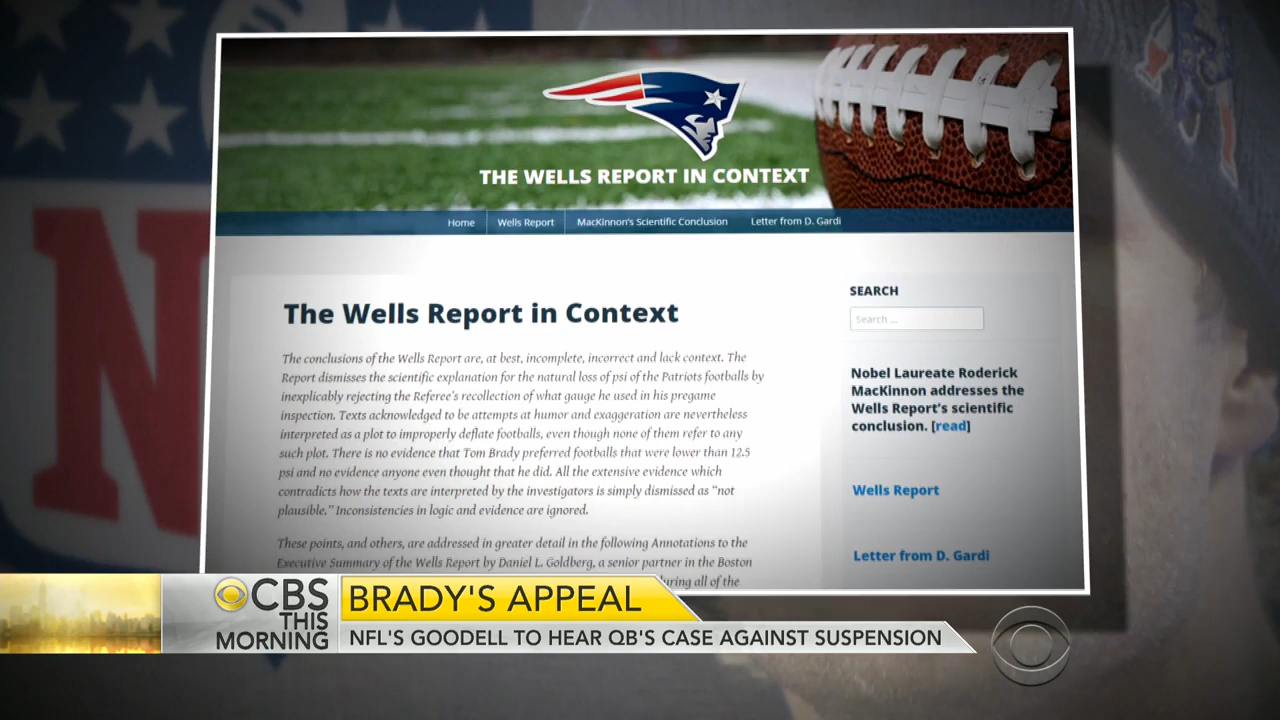 THE WELLS REPORT IN CONTEXT
Home Wells Report MacKinnon's Scientific Conclusion Letter from D. Gardi
The Wells Report in Context
The conclusions of the Wells Report are, at best, incomplete, incorrect and lack context. The
Report dismisses the scientific explanation for the natural loss of psi of the Patriots footballs by
inexplicably rejecting the Referee's recollection of what gauge he used in his pregame
inspection. Texts acknowledged to be attempts at humor and exaggeration are nevertheless
interpreted as a plot to improperly deflate footballs, even though none of them refer to any
such plot. There is no evidence that Tom Brady preferred footballs that were lower than 12.5
psi and no evidence anyone even thought that he did. All the extensive evidence which
contradicts how the texts are interpreted by the investigators is simply dismissed as "not
plausible." Inconsistencies in logic and evidence are ignored.
These points, and others, are addressed in greater detail in the following Annotations to the
Executive Summary of the Wells Report by Daniel L. Goldberg, a senior partner in the Boston
during all of the
SEARCH
Search ...
Nobel Laureate Roderick
MacKinnon addresses the
Wells Report's scientific
conclusion. [read]
Wells Report
Letter from D. Gardi
CBS
THIS
MORNING
BRADY'S APPEAL
NFL'S GOODELL TO HEAR QB'S CASE AGAINST SUSPENSION